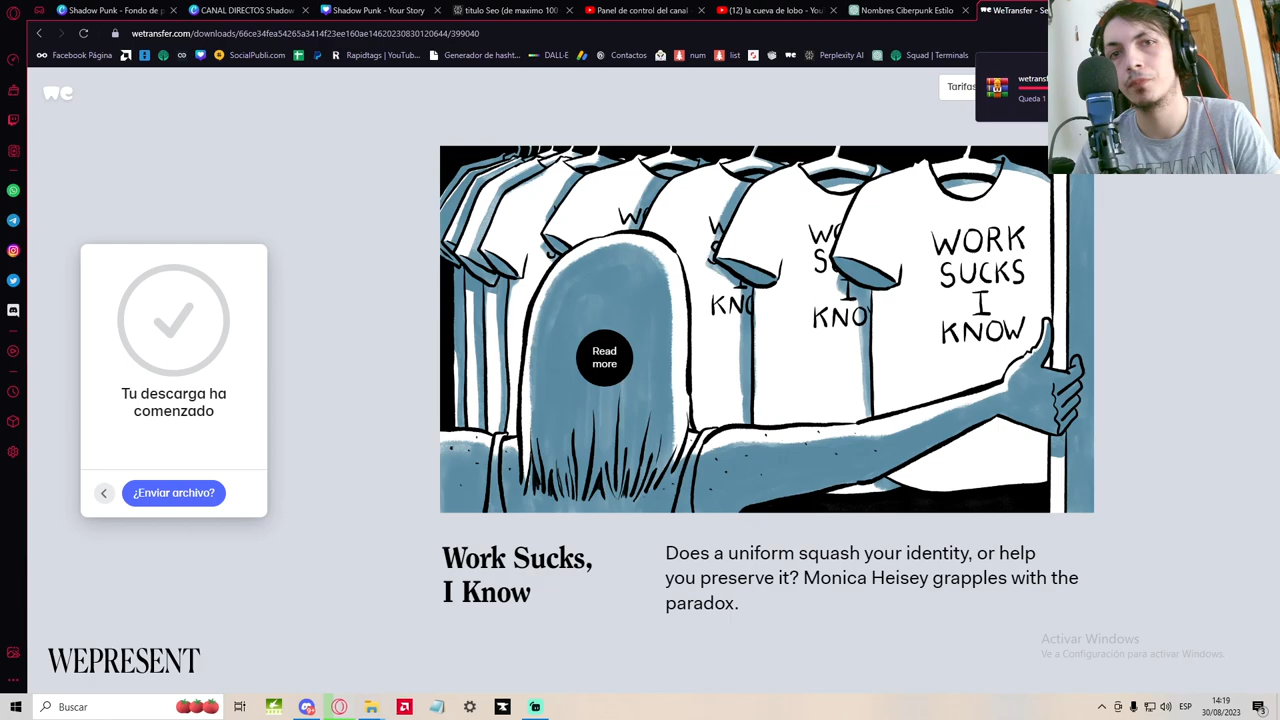 Shadow Punk - Fondo de p
CANAL DIRECTOS Shadow
Shadow Punk - Your Story
titulo Seo (de maximo 100
Panel de control del canal
(12) la cueva de lobo - You
Nombres Ciberpunk Estilo
WeTransfer - Se
wetransfer.com/downloads/66ce34fea54265a3414f23ee160ae14620230830120644/399040
Facebook Página
SocialPubli.com
Rapidtags | YouTub...
Generador de hasht...
DALL-E
Contactos
num
list
Perplexity AI
Squad | Terminals
we
Tarifas
wetransf
Queda 1
WORK
SUCKS
I
KNOW
Read
more
Tu descarga ha
comenzado
¿Enviar archivo?
Work Sucks,
I Know
Does a uniform squash your identity, or help
you preserve it? Monica Heisey grapples with the
paradox.
WEPRESENT
Activar Windows
Ve a Configuración para activar Windows.
Buscar
ESP
14:19
30/08/2023